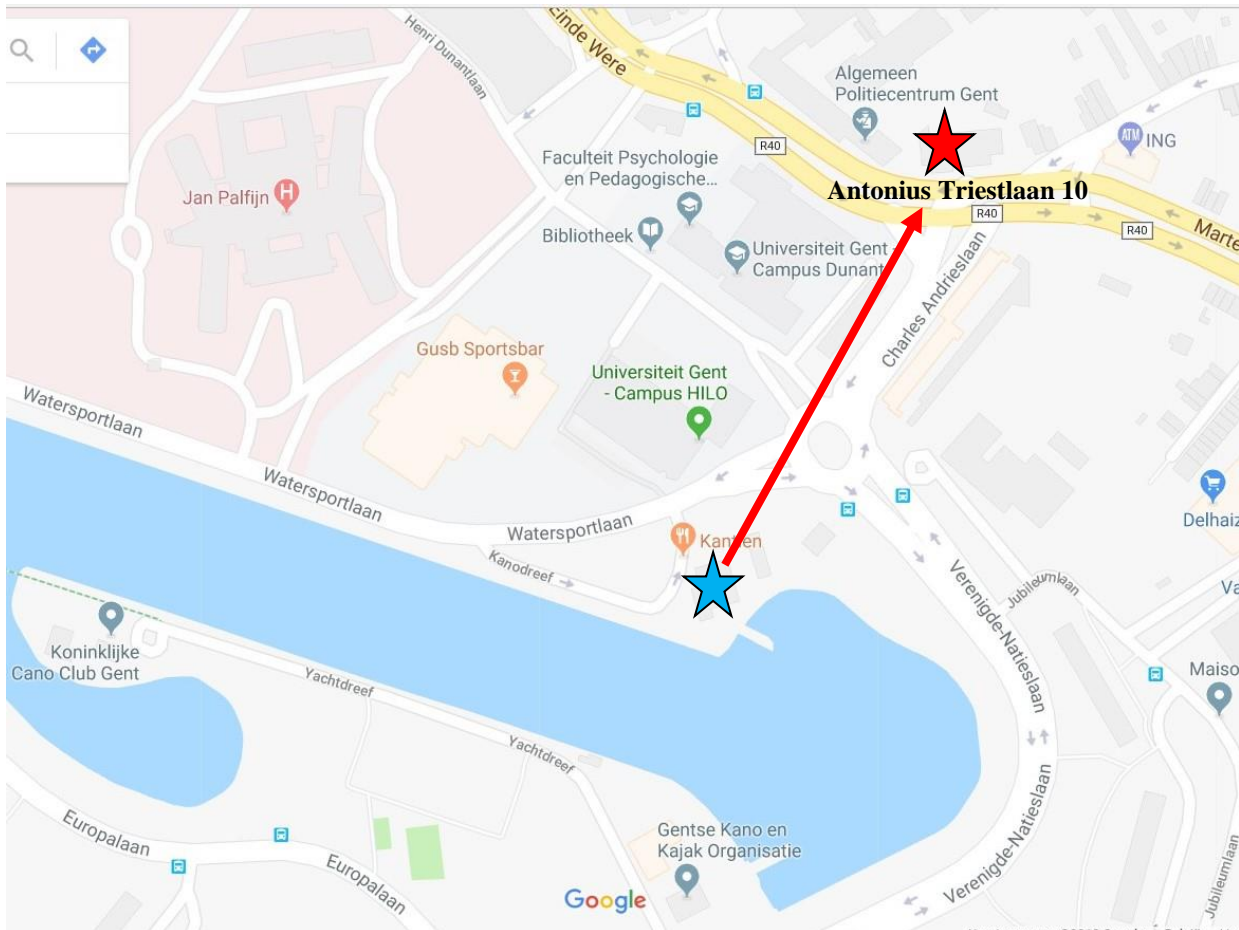 Einde Were
Henri Dunantlaan
Algemeen
Politiecentrum Gent
ATM
ING
R40
Faculteit Psychologie
en Pedagogische...
Antonius Triestlaan 10
Jan Palfijn
H
R40
R40
Bibliotheek
Universiteit Gent -
Campus Dunant
Charles Andrieslaan
Gusb Sportsbar
Universiteit Gent
- Campus HILO
Watersportlaan
Watersportlaan
Watersportlaan
Kanodreef
Verenigde-Natieslaan
Jubileumlaan
Koninklijke
Cano Club Gent
Yachtdreef
Yachtdreef
Europalaan
Europalaan
Gentse Kano en
Kajak Organisatie
Verenigde-Natieslaan
Jubileumlaan
Google